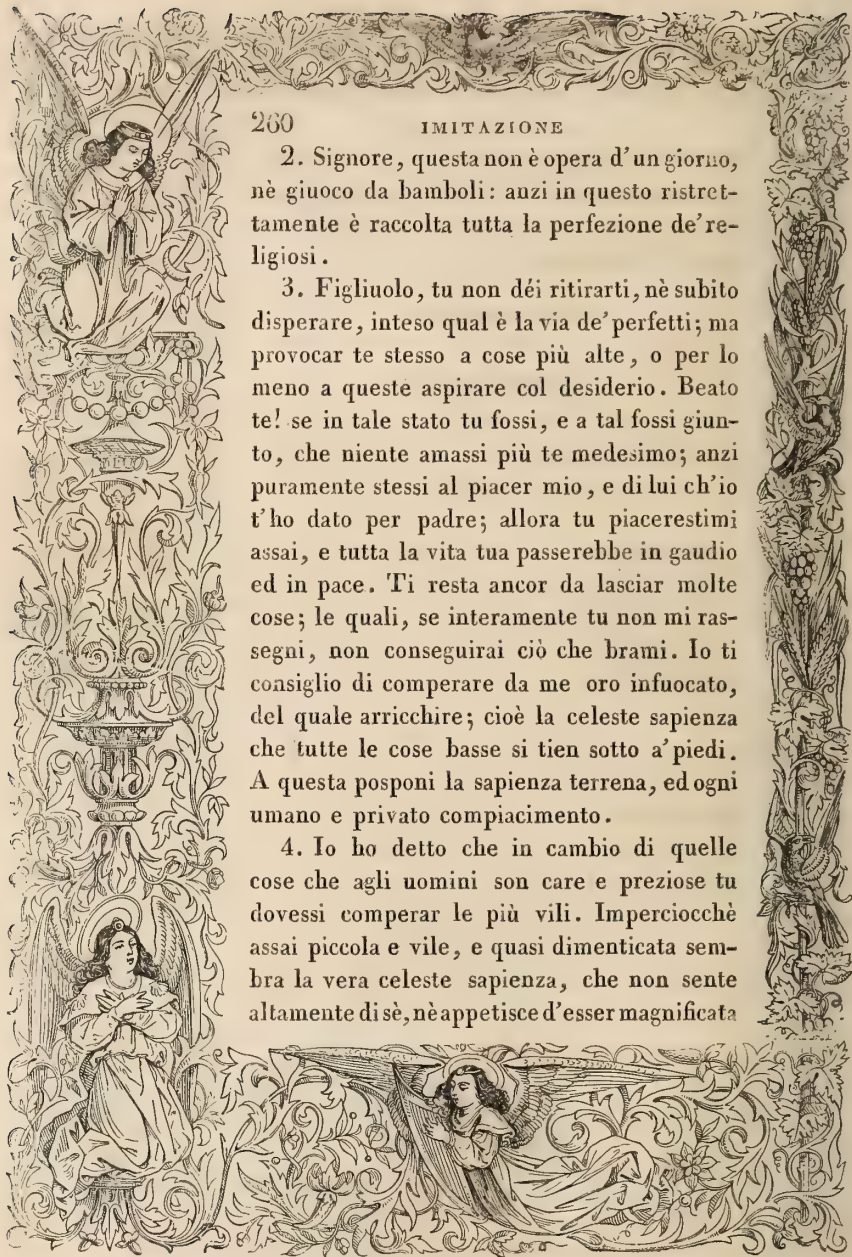 260 IMITAZIONE
2. Signore, questa non è opera d'un giorno,
nè giuoco da bamboli: anzi in questo ristret-
tamente è raccolta tutta la perfezione de're-
ligiosi.
3. Figliuolo, tu non déi ritirarti, nè subito
disperare, inteso qual è la via de'perfetti; ma
provocar te stesso a cose più alte, o per lo
meno a queste aspirare col desiderio. Beato
te! se in tale stato tu fossi, e a tal fossi giun-
to, che niente amassi più te medesimo; anzi
puramente stessi al piacer mio, e di lui ch'io
t'ho dato per padre; allora tu piacerestimi
assai, e tutta la vita tua passerebbe in gaudio
ed in pace. Ti resta ancor da lasciar molte
cose; le quali, se interamente tu non mi ras-
segni, non conseguirai ciò che brami. Io ti
consiglio di comperare da me oro infuocato,
del quale arricchire; cioè la celeste sapienza
che tutte le cose basse si tien sotto a'piedi.
A questa posponi la sapienza terrena, ed ogni
umano e privato compiacimento.
4. Io ho detto che in cambio di quelle
cose che agli uomini son care e preziose tu
dovessi comperar le più vili. Imperciocchè
assai piccola e vile, e quasi dimenticata sem-
bra la vera celeste sapienza, che non sente
altamente di sè, nè appetisce d'esser magnificata